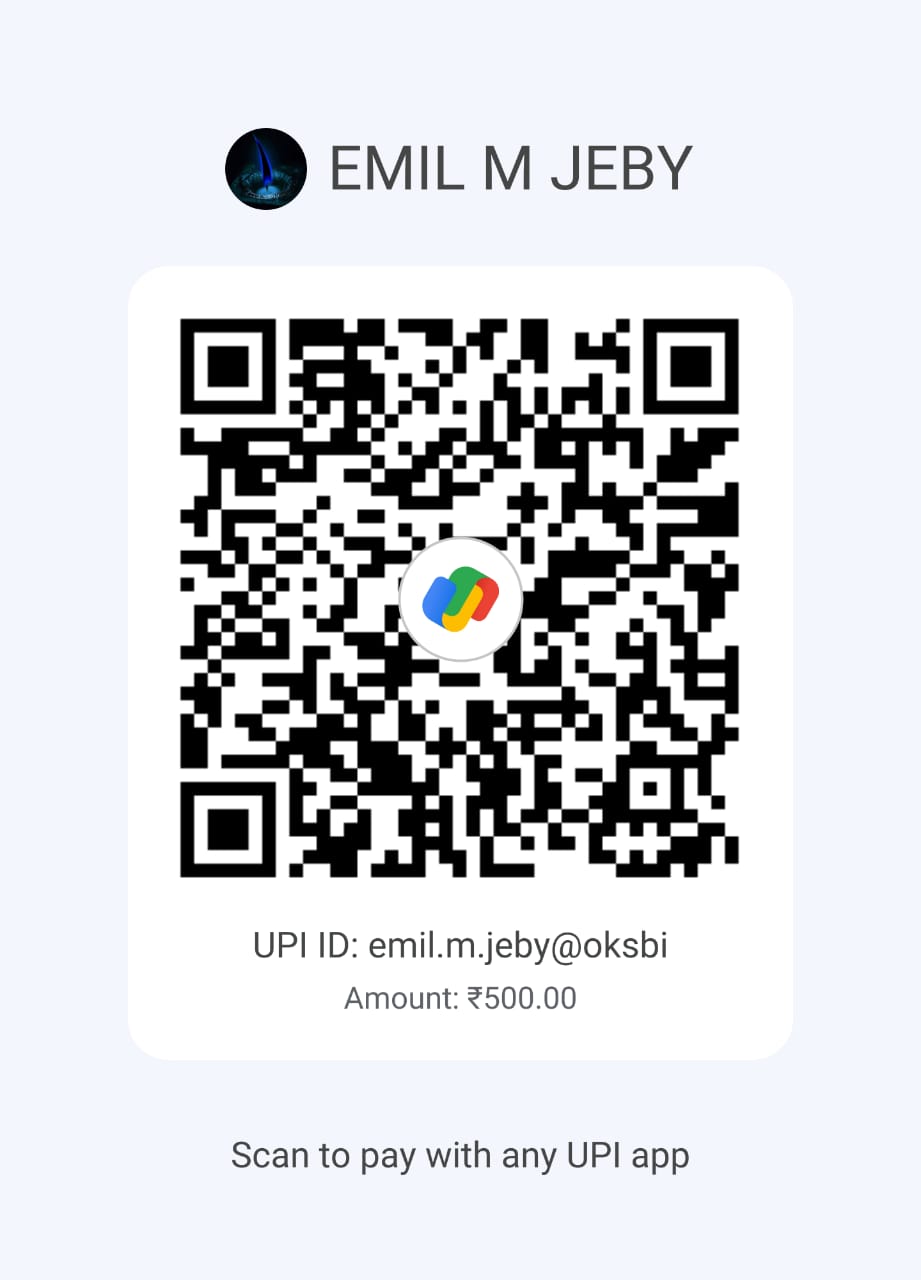 EMIL M JEBY
UPI ID: emil.m.jeby@oksbi
Amount: ₹500.00
Scan to pay with any UPI app